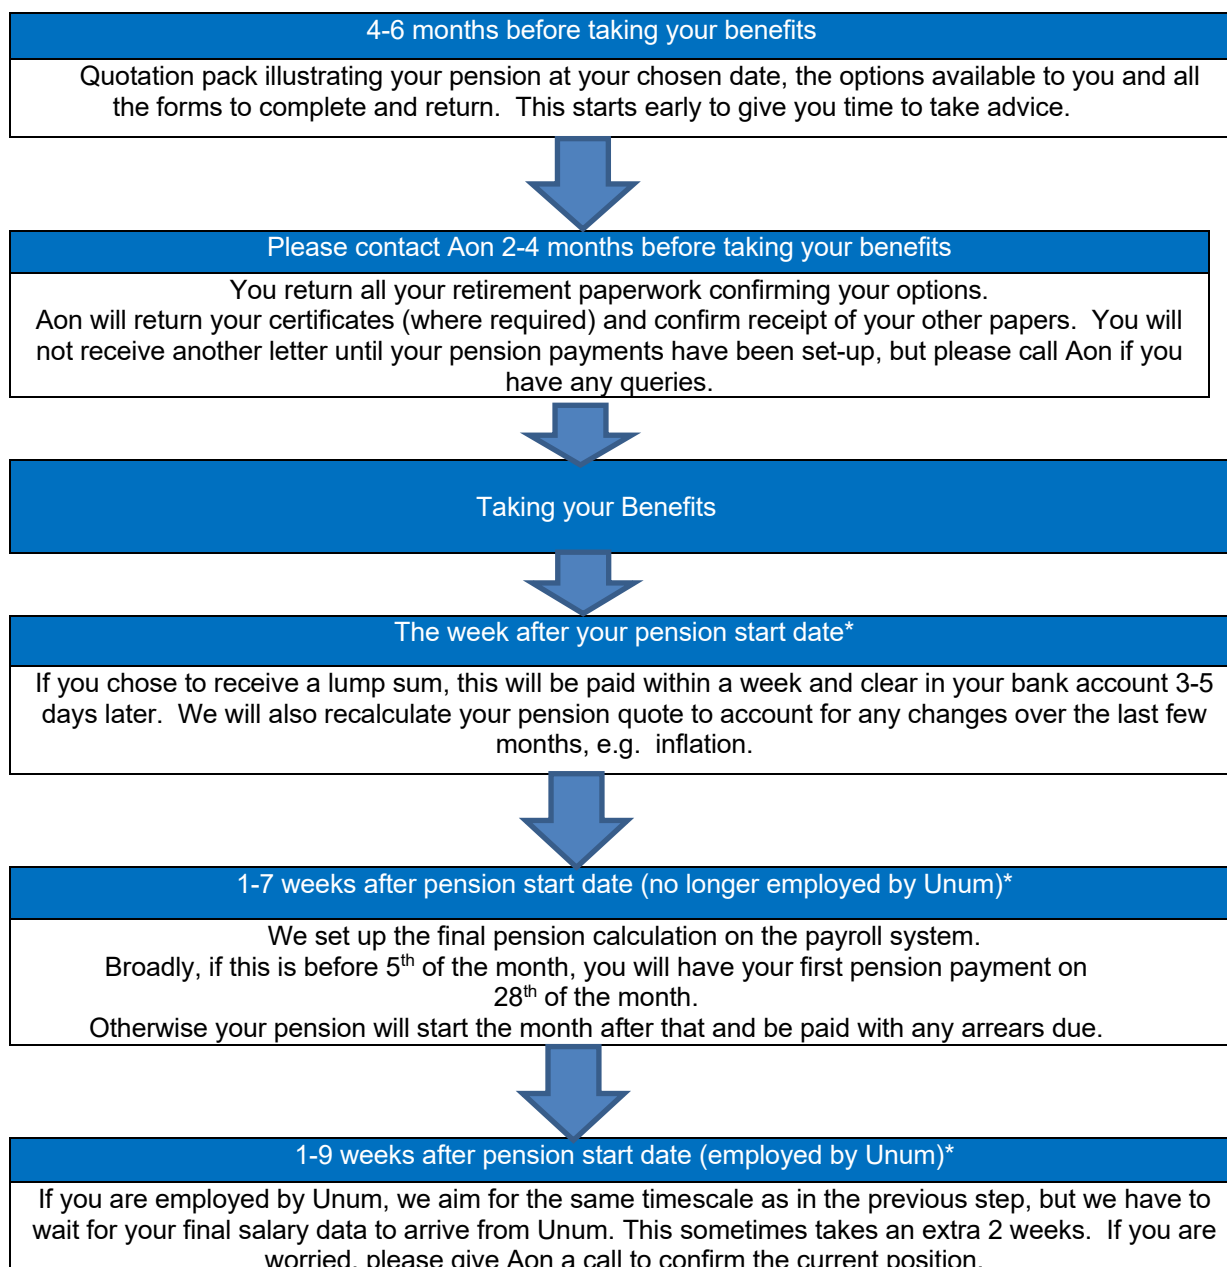 4-6 months before taking your benefits
Quotation pack illustrating your pension at your chosen date, the options available to you and all
the forms to complete and return.  This starts early to give you time to take advice.
Please contact Aon 2-4 months before taking your benefits
You return all your retirement paperwork confirming your options.
Aon will return your certificates (where required) and confirm receipt of your other papers.  You will
not receive another letter until your pension payments have been set-up, but please call Aon if you
have any queries.
Taking your Benefits
The week after your pension start date*
If you chose to receive a lump sum, this will be paid within a week and clear in your bank account 3-5
days later.  We will also recalculate your pension quote to account for any changes over the last few
months, e.g.  inflation.
1-7 weeks after pension start date (no longer employed by Unum)*
We set up the final pension calculation on the payroll system.
Broadly, if this is before 5th of the month, you will have your first pension payment on
28th of the month.
Otherwise your pension will start the month after that and be paid with any arrears due.
1-9 weeks after pension start date (employed by Unum)*
If you are employed by Unum, we aim for the same timescale as in the previous step, but we have to
wait for your final salary data to arrive from Unum. This sometimes takes an extra 2 weeks.  If you are
worried, please give Aon a call to confirm the current position.